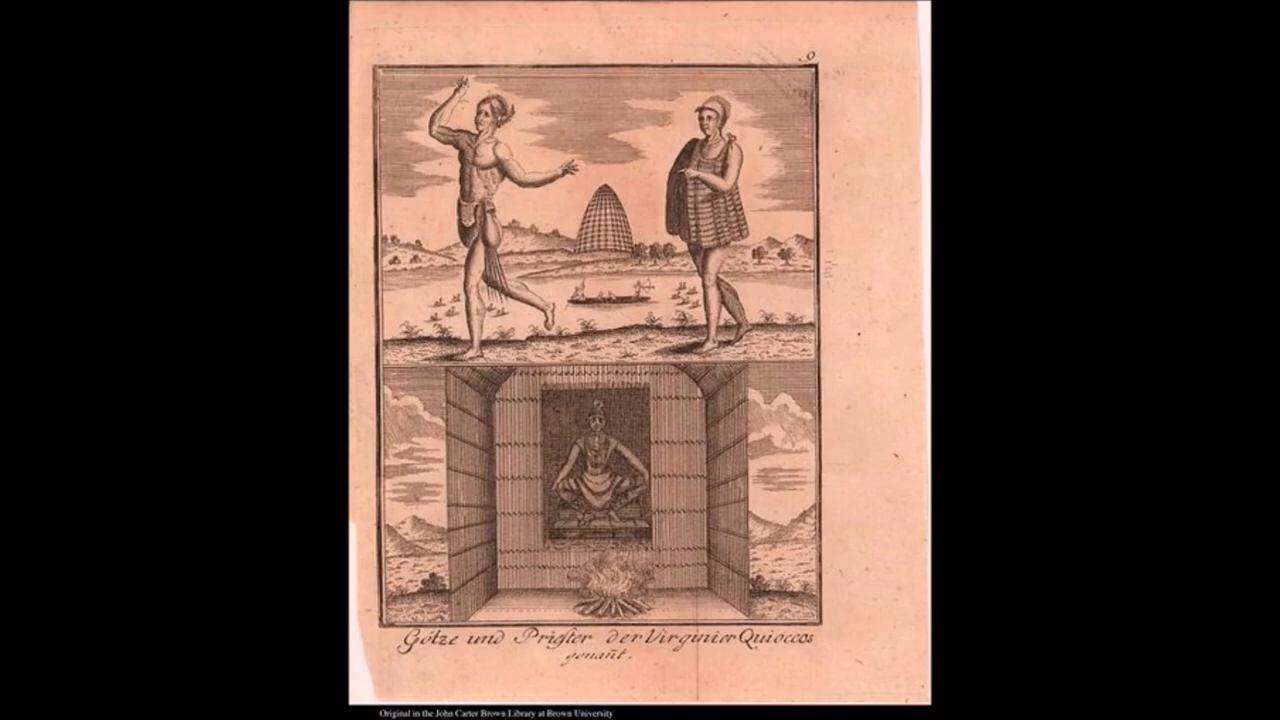 9
Götze und Priester der Virginier Quioccos
genañt.
Original in the John Carter Brown Library at Brown University